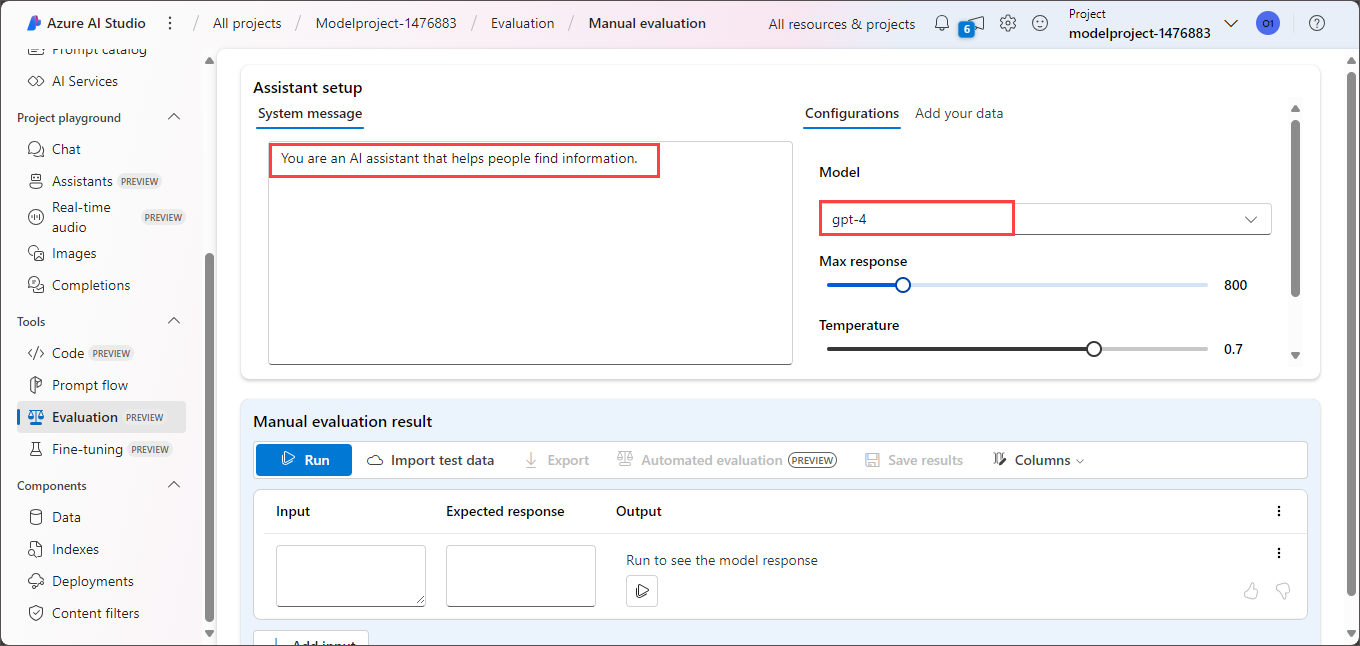 Azure AI Studio
/ All projects / Modelproject-1476883 / Evaluation / Manual evaluation
All resources & projects
6
Project
modelproject-1476883
O1
Prompt catalog
AI Services
Project playground
Chat
Assistants PREVIEW
Real-time audio PREVIEW
Images
Completions
Tools
Code PREVIEW
Prompt flow
Evaluation PREVIEW
Fine-tuning PREVIEW
Components
Data
Indexes
Deployments
Content filters
Assistant setup
System message
You are an AI assistant that helps people find information.
Configurations Add your data
Model
gpt-4
Max response
800
Temperature
0.7
Manual evaluation result
Run Import test data Export Automated evaluation PREVIEW Save results Columns
Input Expected response Output
Run to see the model response
Add input